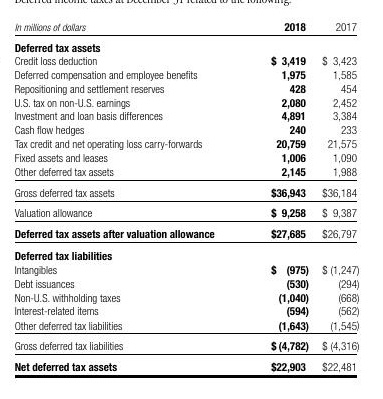 Deferred income taxes at December 31 related to the following:
In millions of dollars 2018 2017
Deferred tax assets
Credit loss deduction $ 3,419 $ 3,423
Deferred compensation and employee benefits 1,975 1,585
Repositioning and settlement reserves 428 454
U.S. tax on non-U.S. earnings 2,080 2,452
Investment and loan basis differences 4,891 3,384
Cash flow hedges 240 233
Tax credit and net operating loss carry-forwards 20,759 21,575
Fixed assets and leases 1,006 1,090
Other deferred tax assets 2,145 1,988
Gross deferred tax assets $36,943 $36,184
Valuation allowance $ 9,258 $ 9,387
Deferred tax assets after valuation allowance $27,685 $26,797
Deferred tax liabilities
Intangibles $ (975) $ (1,247)
Debt issuances (530) (294)
Non-U.S. withholding taxes (1,040) (668)
Interest-related items (594) (562)
Other deferred tax liabilities (1,643) (1,545)
Gross deferred tax liabilities $ (4,782) $ (4,316)
Net deferred tax assets $22,903 $22,481